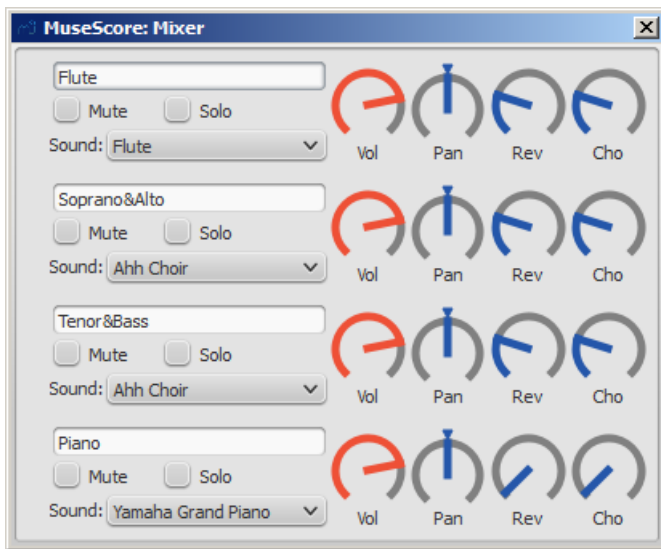 MuseScore: Mixer
Flute
Mute Solo
Sound: Flute
Vol Pan Rev Cho
Soprano&Alto
Mute Solo
Sound: Ahh Choir
Vol Pan Rev Cho
Tenor&Bass
Mute Solo
Sound: Ahh Choir
Vol Pan Rev Cho
Piano
Mute Solo
Sound: Yamaha Grand Piano
Vol Pan Rev Cho